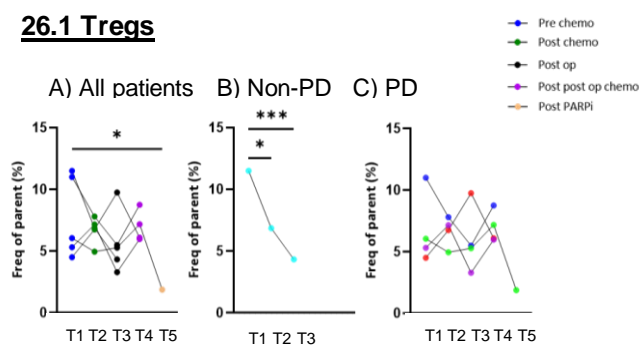 26.1 Tregs
Pre chemo
Post chemo
Post op
Post post op chemo
Post PARPi
A) All patients
B) Non-PD
C) PD
Freq of parent (%)
15
10
5
0
*
T1 T2 T3 T4 T5
Freq of parent (%)
15
10
5
0
***
*
T1 T2 T3
Freq of parent (%)
15
10
5
0
T1 T2 T3 T4 T5